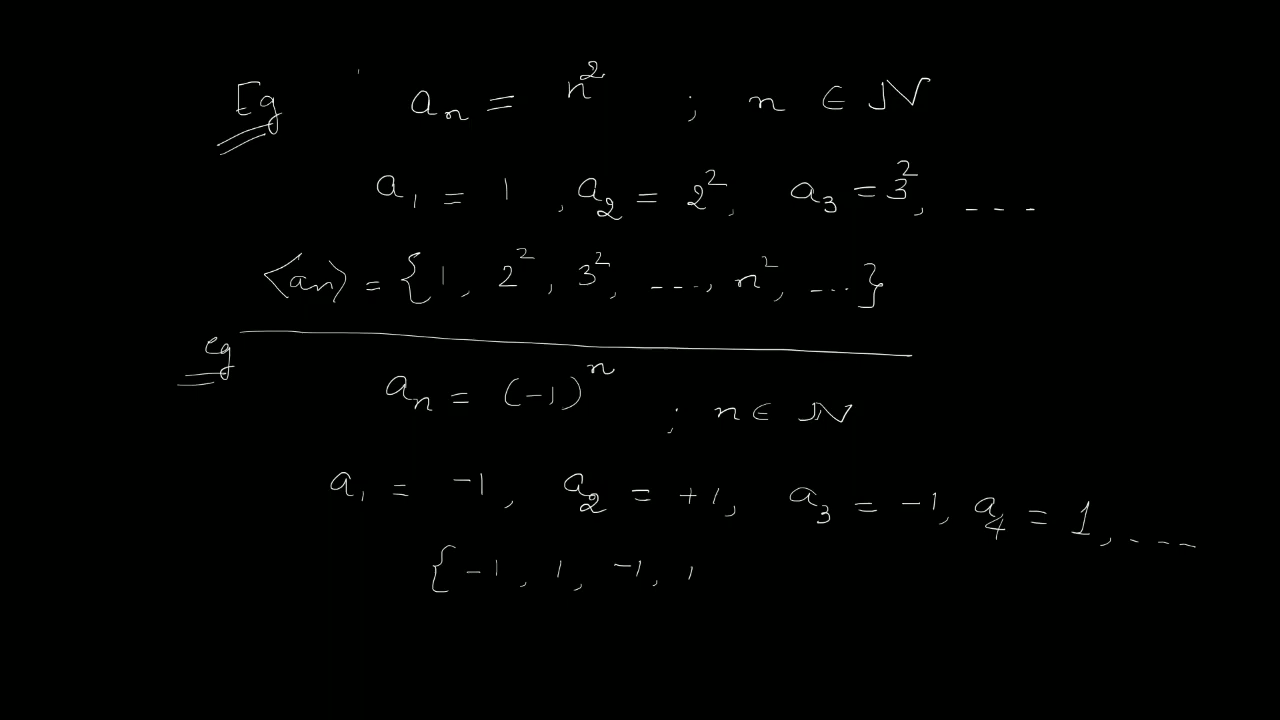 Eg aₙ = n² ; n ∈ ℕ
a₁ = 1 , a₂ = 2², a₃ = 3², ---
⟨aₙ⟩ = {1, 2², 3², ---, n², ...}
eg
aₙ = (-1)ⁿ ; n ∈ ℕ
a₁ = -1, a₂ = +1, a₃ = -1, a₄ = 1, ----
{-1, 1, -1, 1